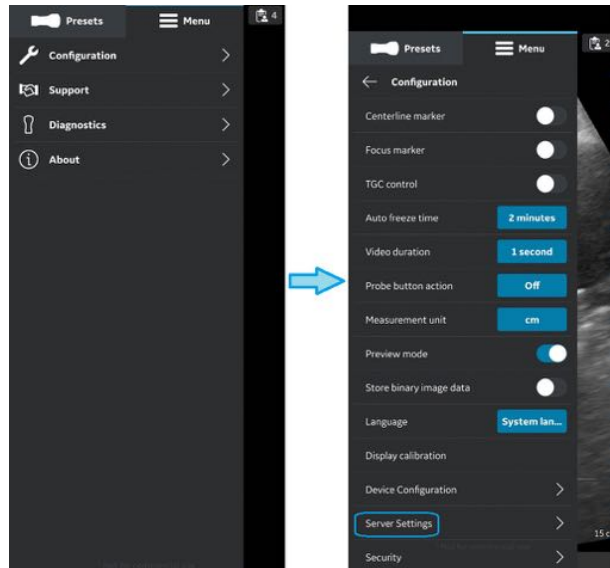 Presets Menu 4
Configuration
Support
Diagnostics
About
Presets Menu 2
Configuration
Centerline marker
Focus marker
TGC control
Auto freeze time 2 minutes
Video duration 1 second
Probe button action Off
Measurement unit cm
Preview mode
Store binary image data
Language System lan...
Display calibration
Device Configuration
Server Settings
15 c
Security